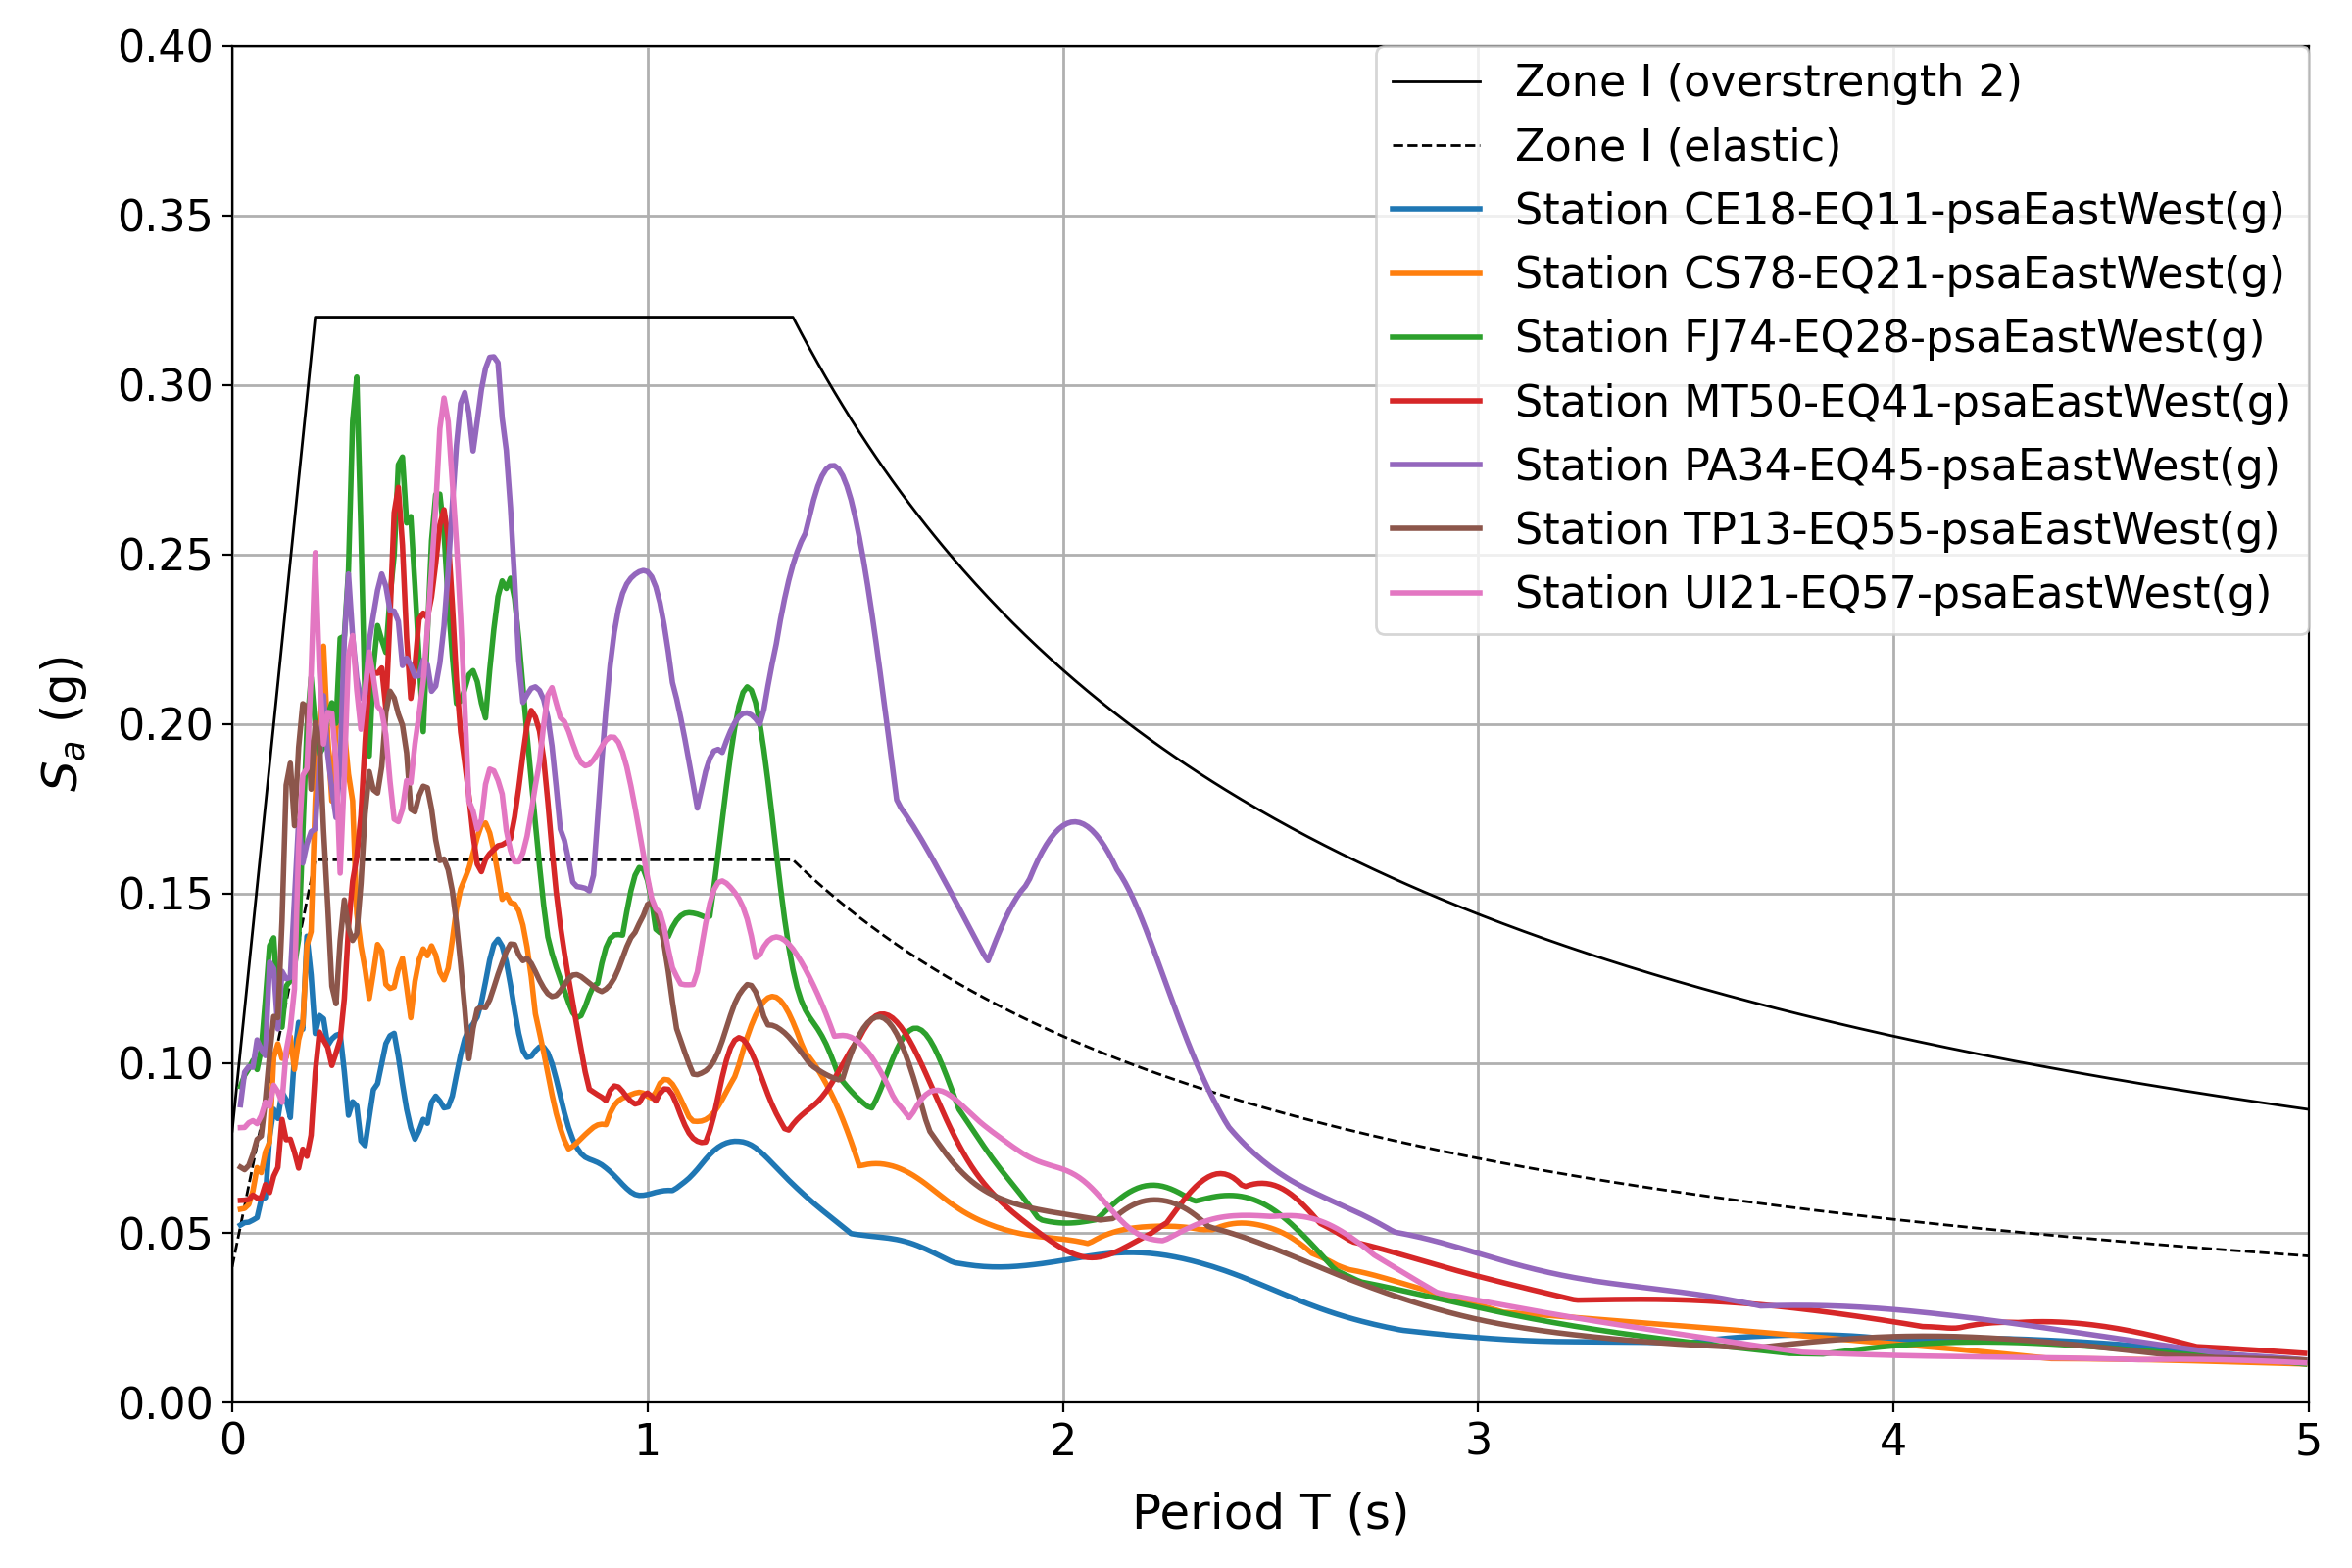 0.40
0.35
0.30
0.25
0.20
0.15
0.10
0.05
0.00
Sa (g)
Zone I (overstrength 2)
Zone I (elastic)
Station CE18-EQ11-psaEastWest(g)
Station CS78-EQ21-psaEastWest(g)
Station FJ74-EQ28-psaEastWest(g)
Station MT50-EQ41-psaEastWest(g)
Station PA34-EQ45-psaEastWest(g)
Station TP13-EQ55-psaEastWest(g)
Station UI21-EQ57-psaEastWest(g)
0 1 2 3 4 5
Period T (s)